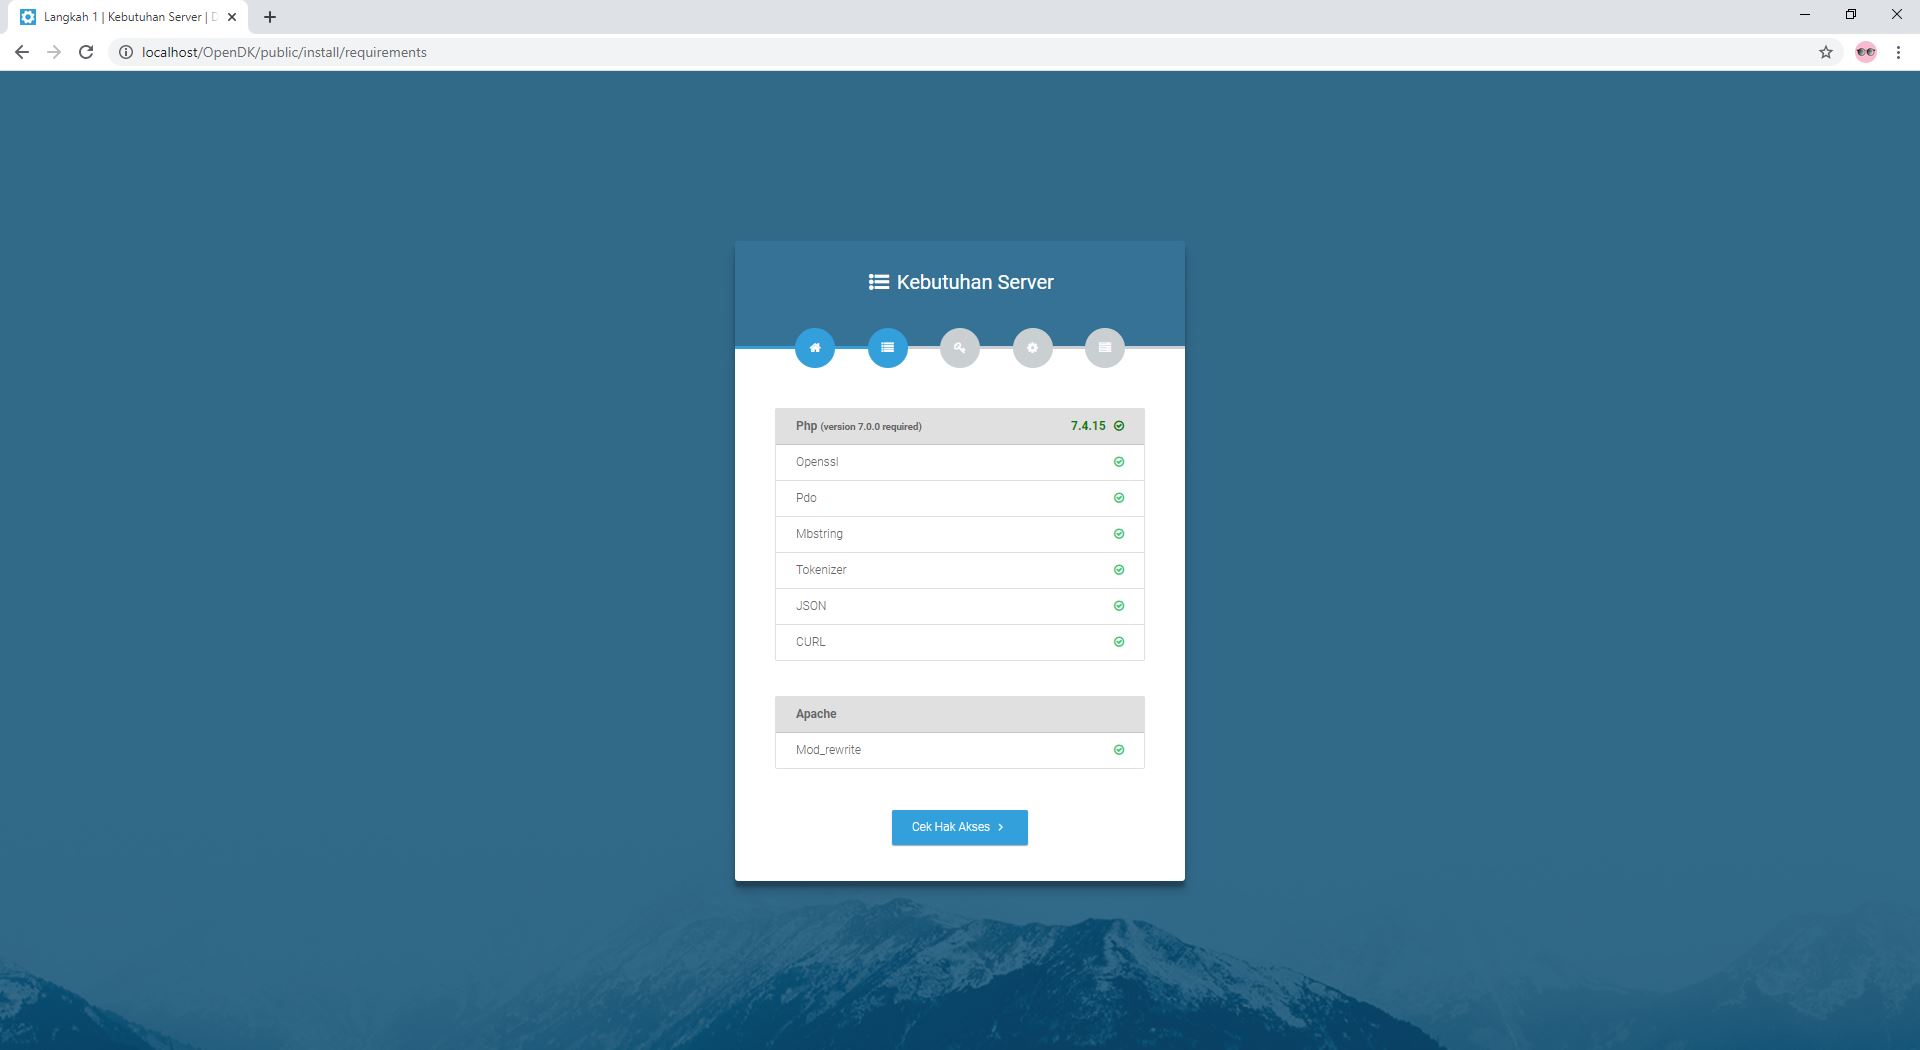 Langkah 1 | Kebutuhan Server |
localhost/OpenDK/public/install/requirements
Kebutuhan Server
Php (version 7.0.0 required) 7.4.15
Openssl
Pdo
Mbstring
Tokenizer
JSON
CURL
Apache
Mod_rewrite
Cek Hak Akses